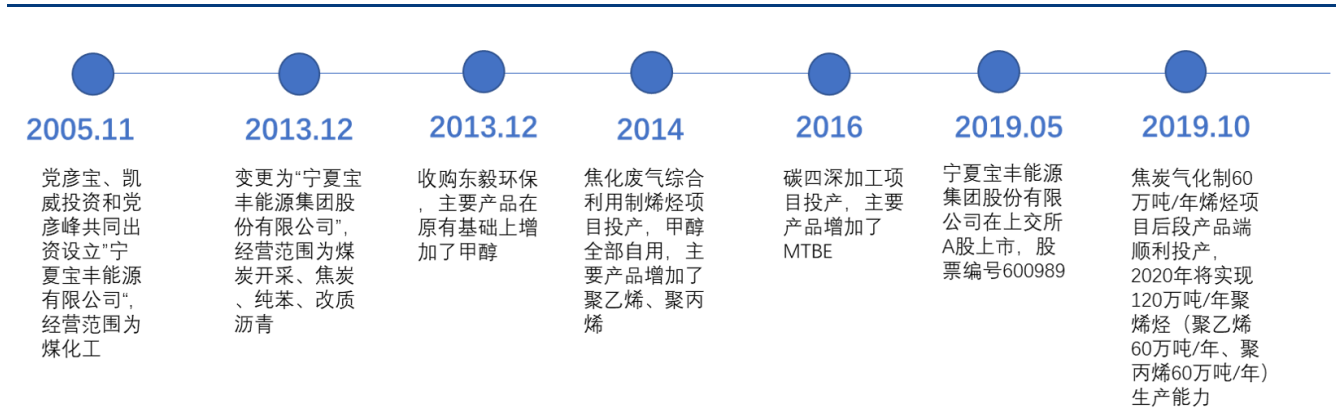 2005.11
党彦宝、凯
威投资和党
彦峰共同出
资设立”宁
夏宝丰能源
有限公司“,
经营范围为
煤化工
2013.12
变更为“宁夏宝
丰能源集团股
份有限公司”,
经营范围为煤
炭开采、焦炭
、纯苯、改质
沥青
2013.12
收购东毅环保
，主要产品在
原有基础上增
加了甲醇
2014
焦化废气综合
利用制烯烃项
目投产，甲醇
全部自用，主
要产品增加了
聚乙烯、聚丙
烯
2016
碳四深加工项
目投产，主要
产品增加了
MTBE
2019.05
宁夏宝丰能源
集团股份有限
公司在上交所
A股上市，股
票编号600989
2019.10
焦炭气化制60
万吨/年烯烃项
目后段产品端
顺利投产，
2020年将实现
120万吨/年聚
烯烃（聚乙烯
60万吨/年、聚
丙烯60万吨/年）
生产能力